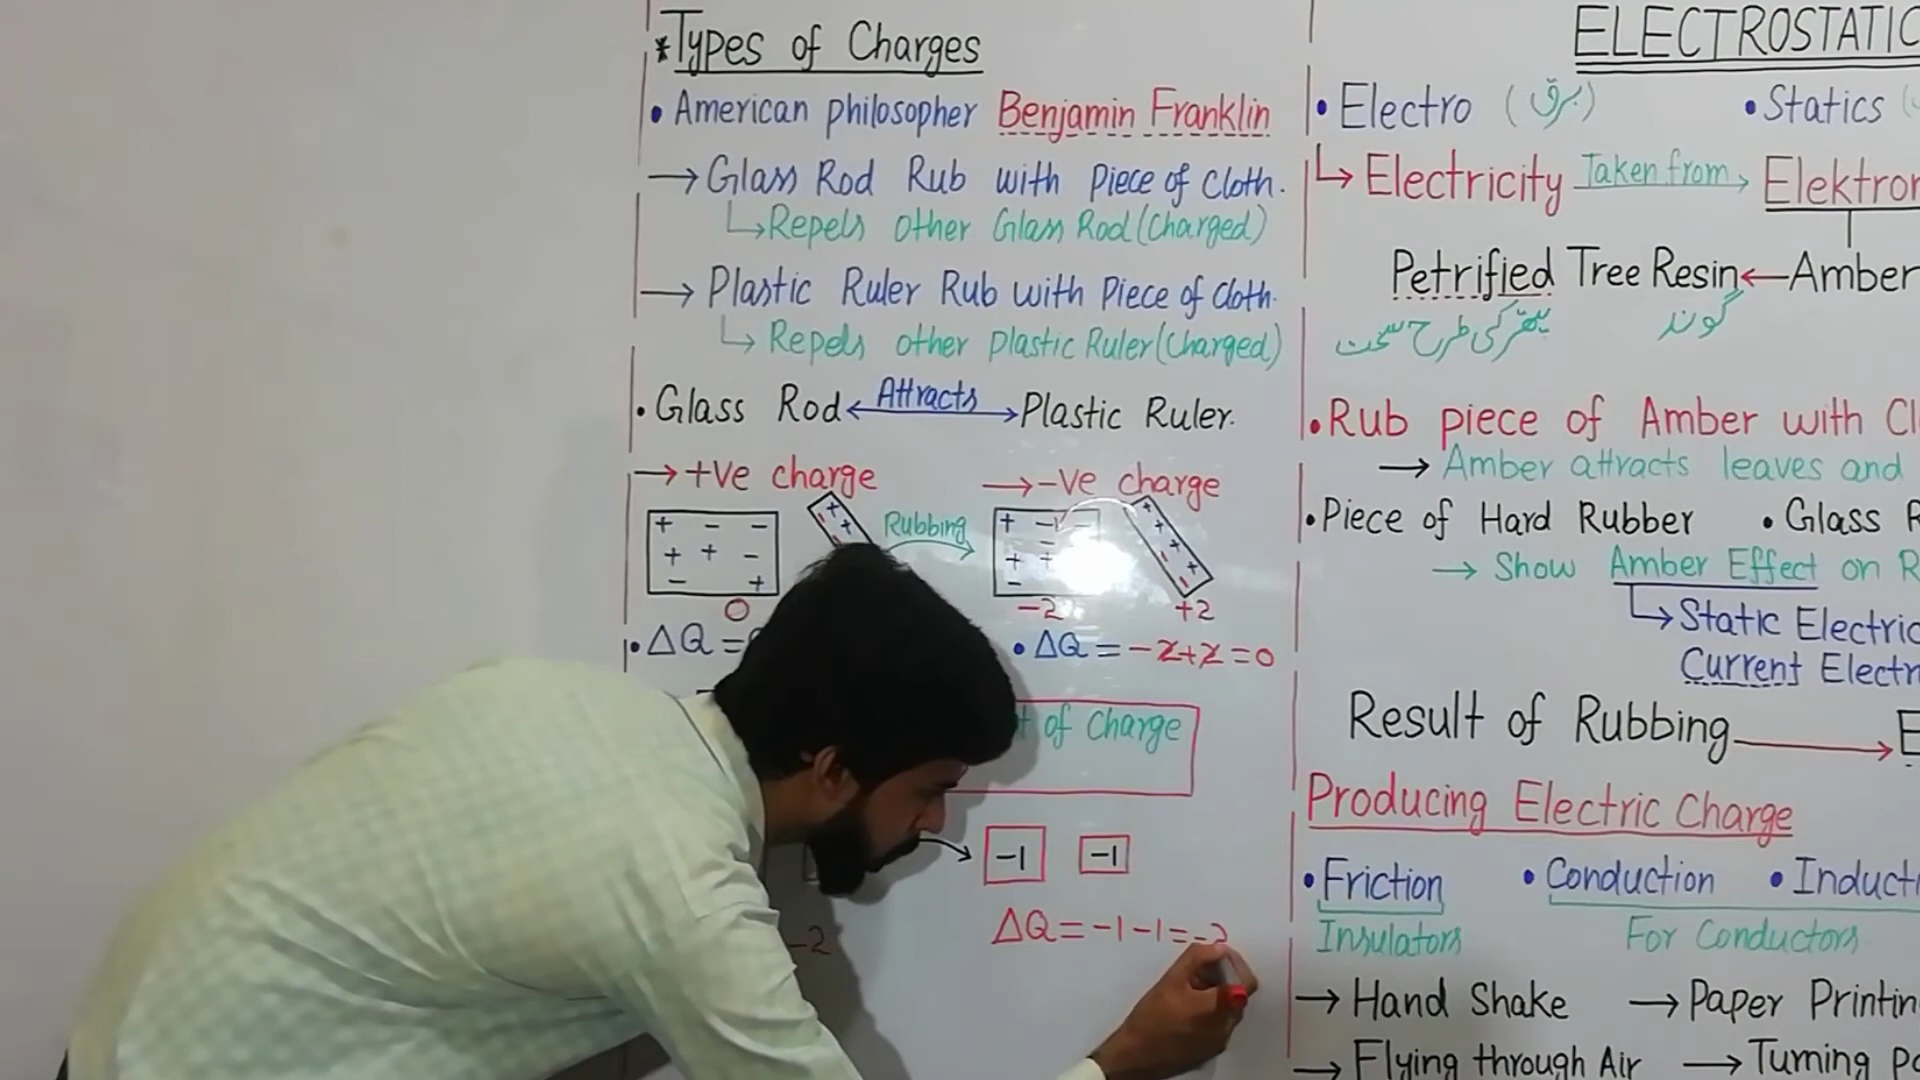 *Types of Charges
• American philosopher Benjamin Franklin
→ Glass Rod Rub with Piece of Cloth.
↳ Repels Other Glass Rod (Charged)
→ Plastic Ruler Rub with Piece of cloth.
↳ Repels other plastic Ruler (Charged)
• Glass Rod ← Attracts → Plastic Ruler.
→ +ve charge
→ -ve charge
+ − −
+ + −
− +
0
Rubbing
-2
+2
• ΔQ =
• ΔQ = -2+2=0
of charge
-1 -1
ΔQ = -1-1=-2
-2
ELECTROSTATIC
• Electro (برق) • Statics
↳ Electricity Taken from → Elektron
Petrified Tree Resin ← Amber
پتھر کی طرح سخت گوند
• Rub piece of Amber with Cl
→ Amber attracts leaves and
• Piece of Hard Rubber • Glass R
→ Show Amber Effect on R
↳ Static Electric
Current Electr
Result of Rubbing → E
Producing Electric Charge
• Friction • Conduction • Inducti
Insulators For Conductors
→ Hand Shake → Paper Printin
→ Flying through Air → Turning Pa